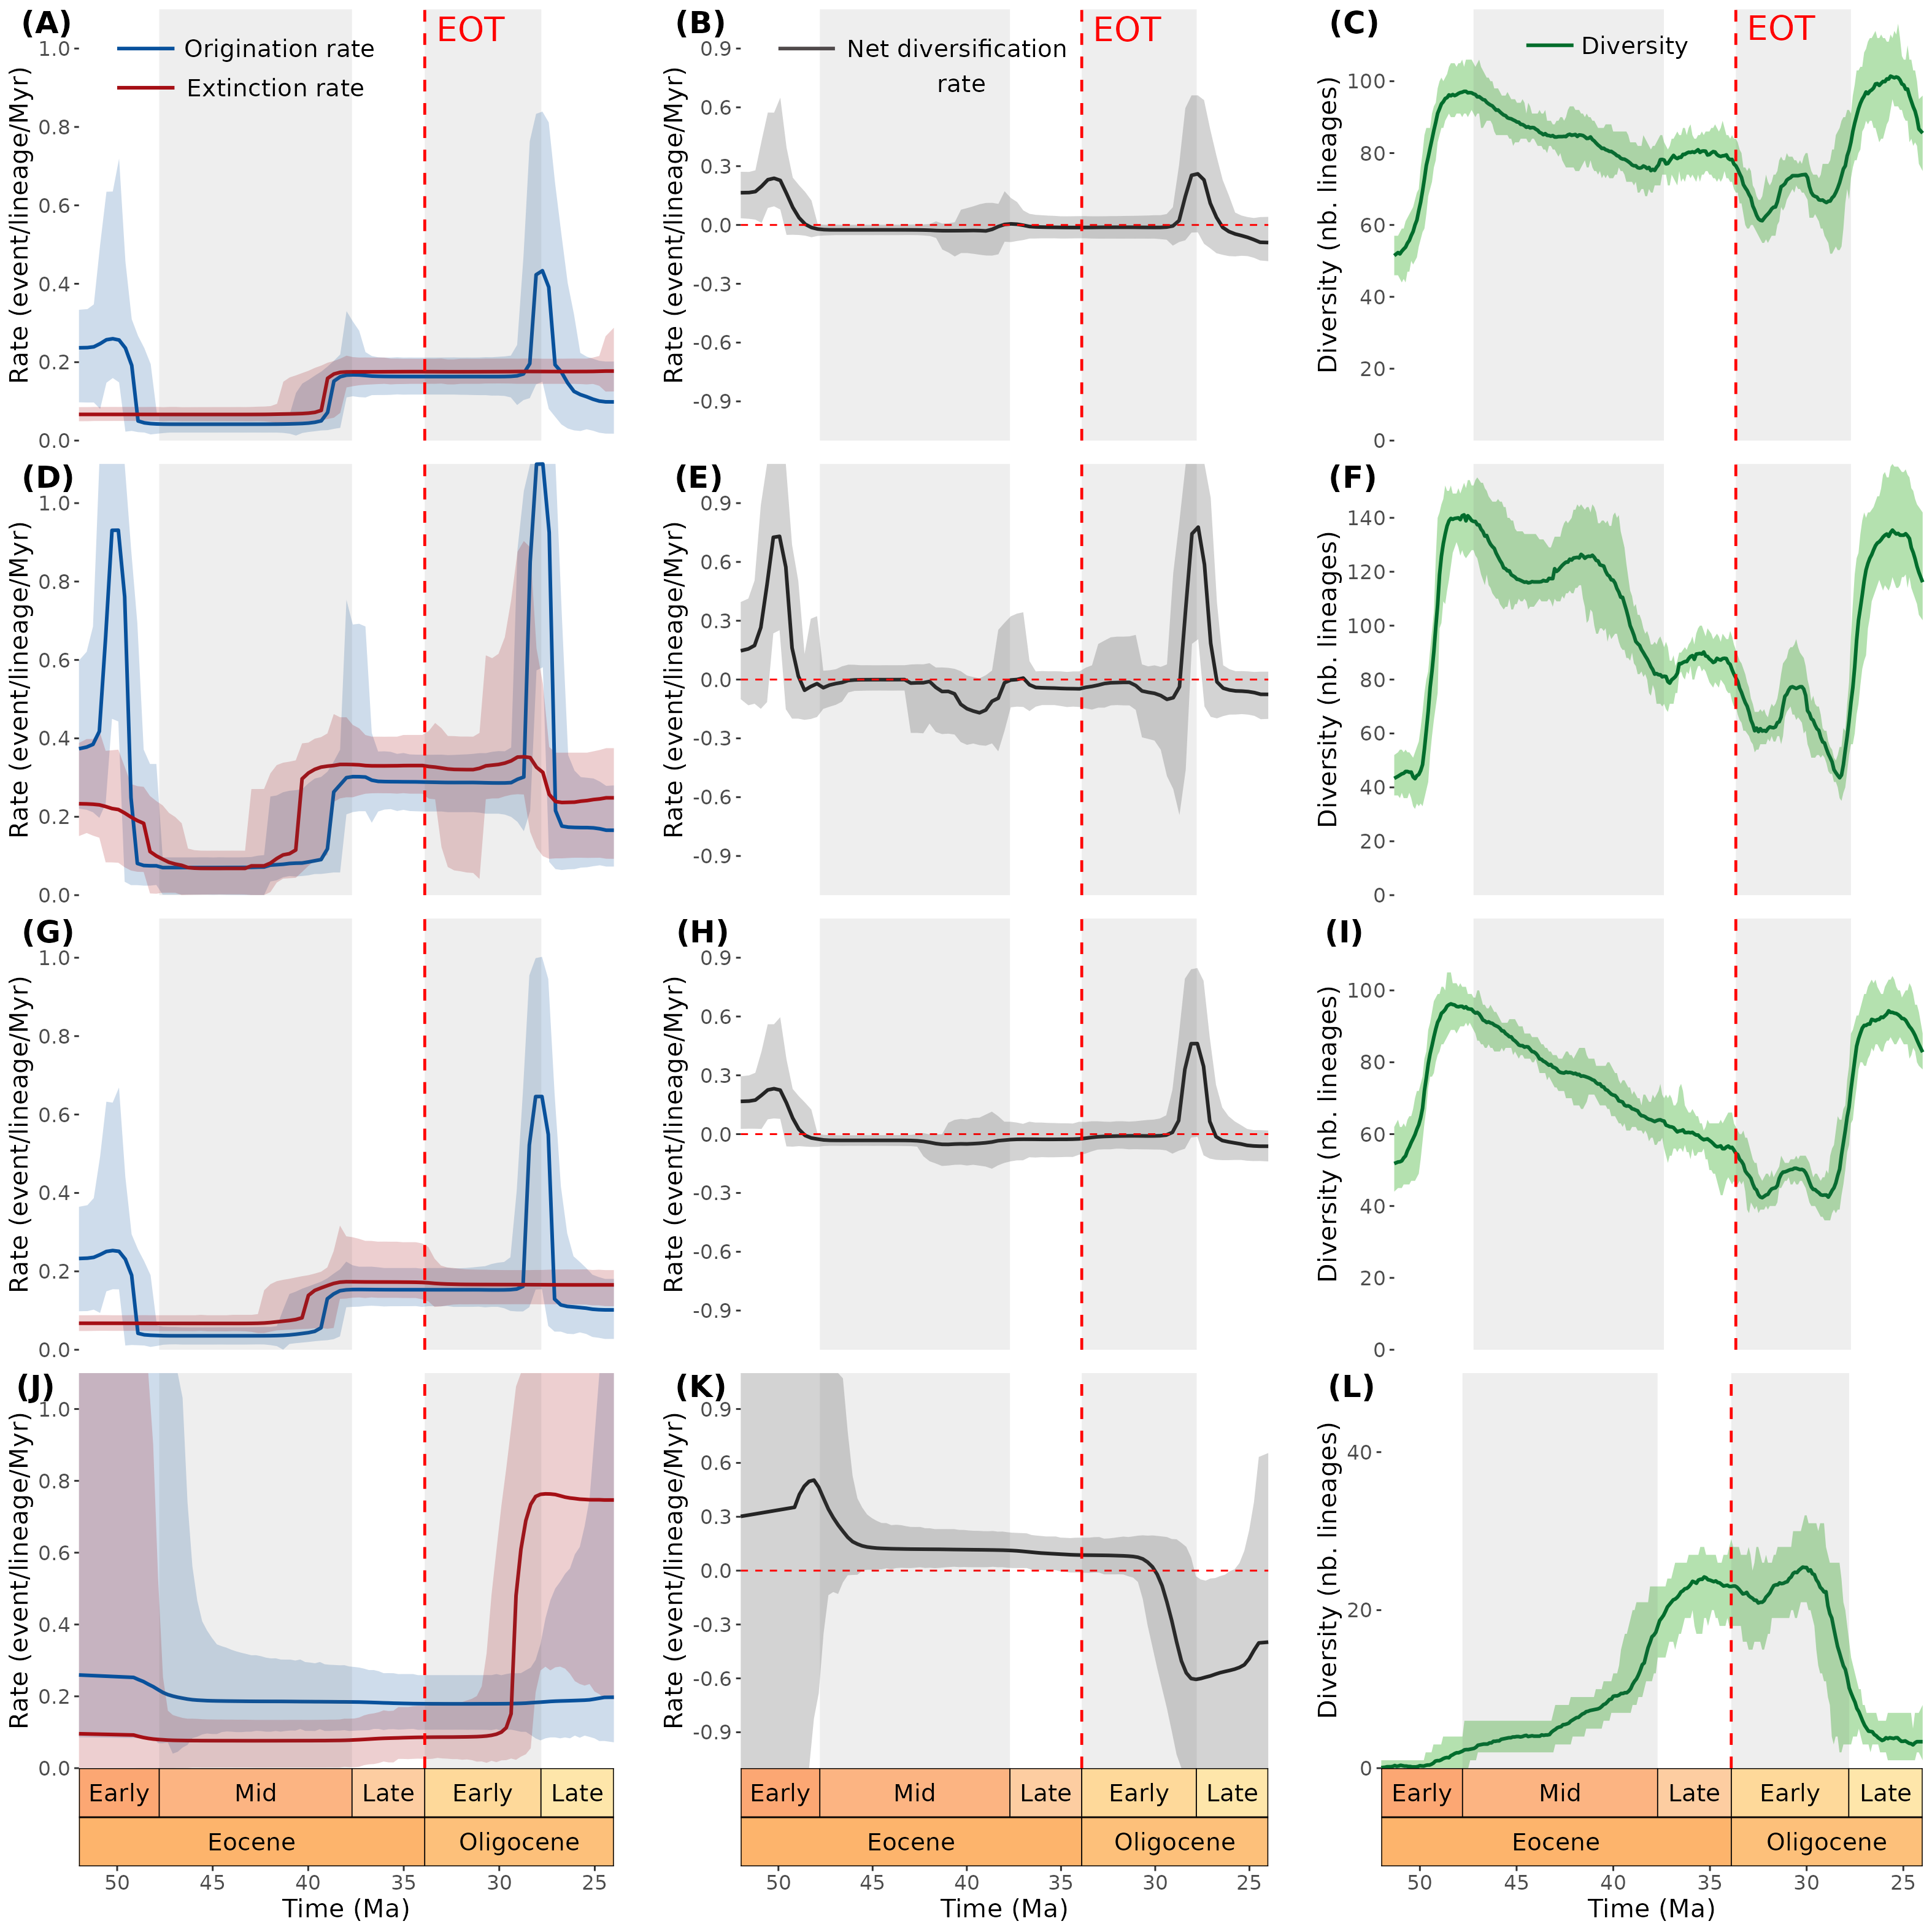 (A)
EOT
Origination rate
Extinction rate
Rate (event/lineage/Myr)
1.0
0.8
0.6
0.4
0.2
0.0
(B)
EOT
Net diversification
rate
Rate (event/lineage/Myr)
0.9
0.6
0.3
0.0
-0.3
-0.6
-0.9
(C)
EOT
Diversity
Diversity (nb. lineages)
100
80
60
40
20
0
(D)
Rate (event/lineage/Myr)
1.0
0.8
0.6
0.4
0.2
0.0
(E)
Rate (event/lineage/Myr)
0.9
0.6
0.3
0.0
-0.3
-0.6
-0.9
(F)
Diversity (nb. lineages)
140
120
100
80
60
40
20
0
(G)
Rate (event/lineage/Myr)
1.0
0.8
0.6
0.4
0.2
0.0
(H)
Rate (event/lineage/Myr)
0.9
0.6
0.3
0.0
-0.3
-0.6
-0.9
(I)
Diversity (nb. lineages)
100
80
60
40
20
0
(J)
Rate (event/lineage/Myr)
1.0
0.8
0.6
0.4
0.2
0.0
Early Mid Late Early Late
Eocene Oligocene
50 45 40 35 30 25
Time (Ma)
(K)
Rate (event/lineage/Myr)
0.9
0.6
0.3
0.0
-0.3
-0.6
-0.9
Early Mid Late Early Late
Eocene Oligocene
50 45 40 35 30 25
Time (Ma)
(L)
Diversity (nb. lineages)
40
20
0
Early Mid Late Early Late
Eocene Oligocene
50 45 40 35 30 25
Time (Ma)